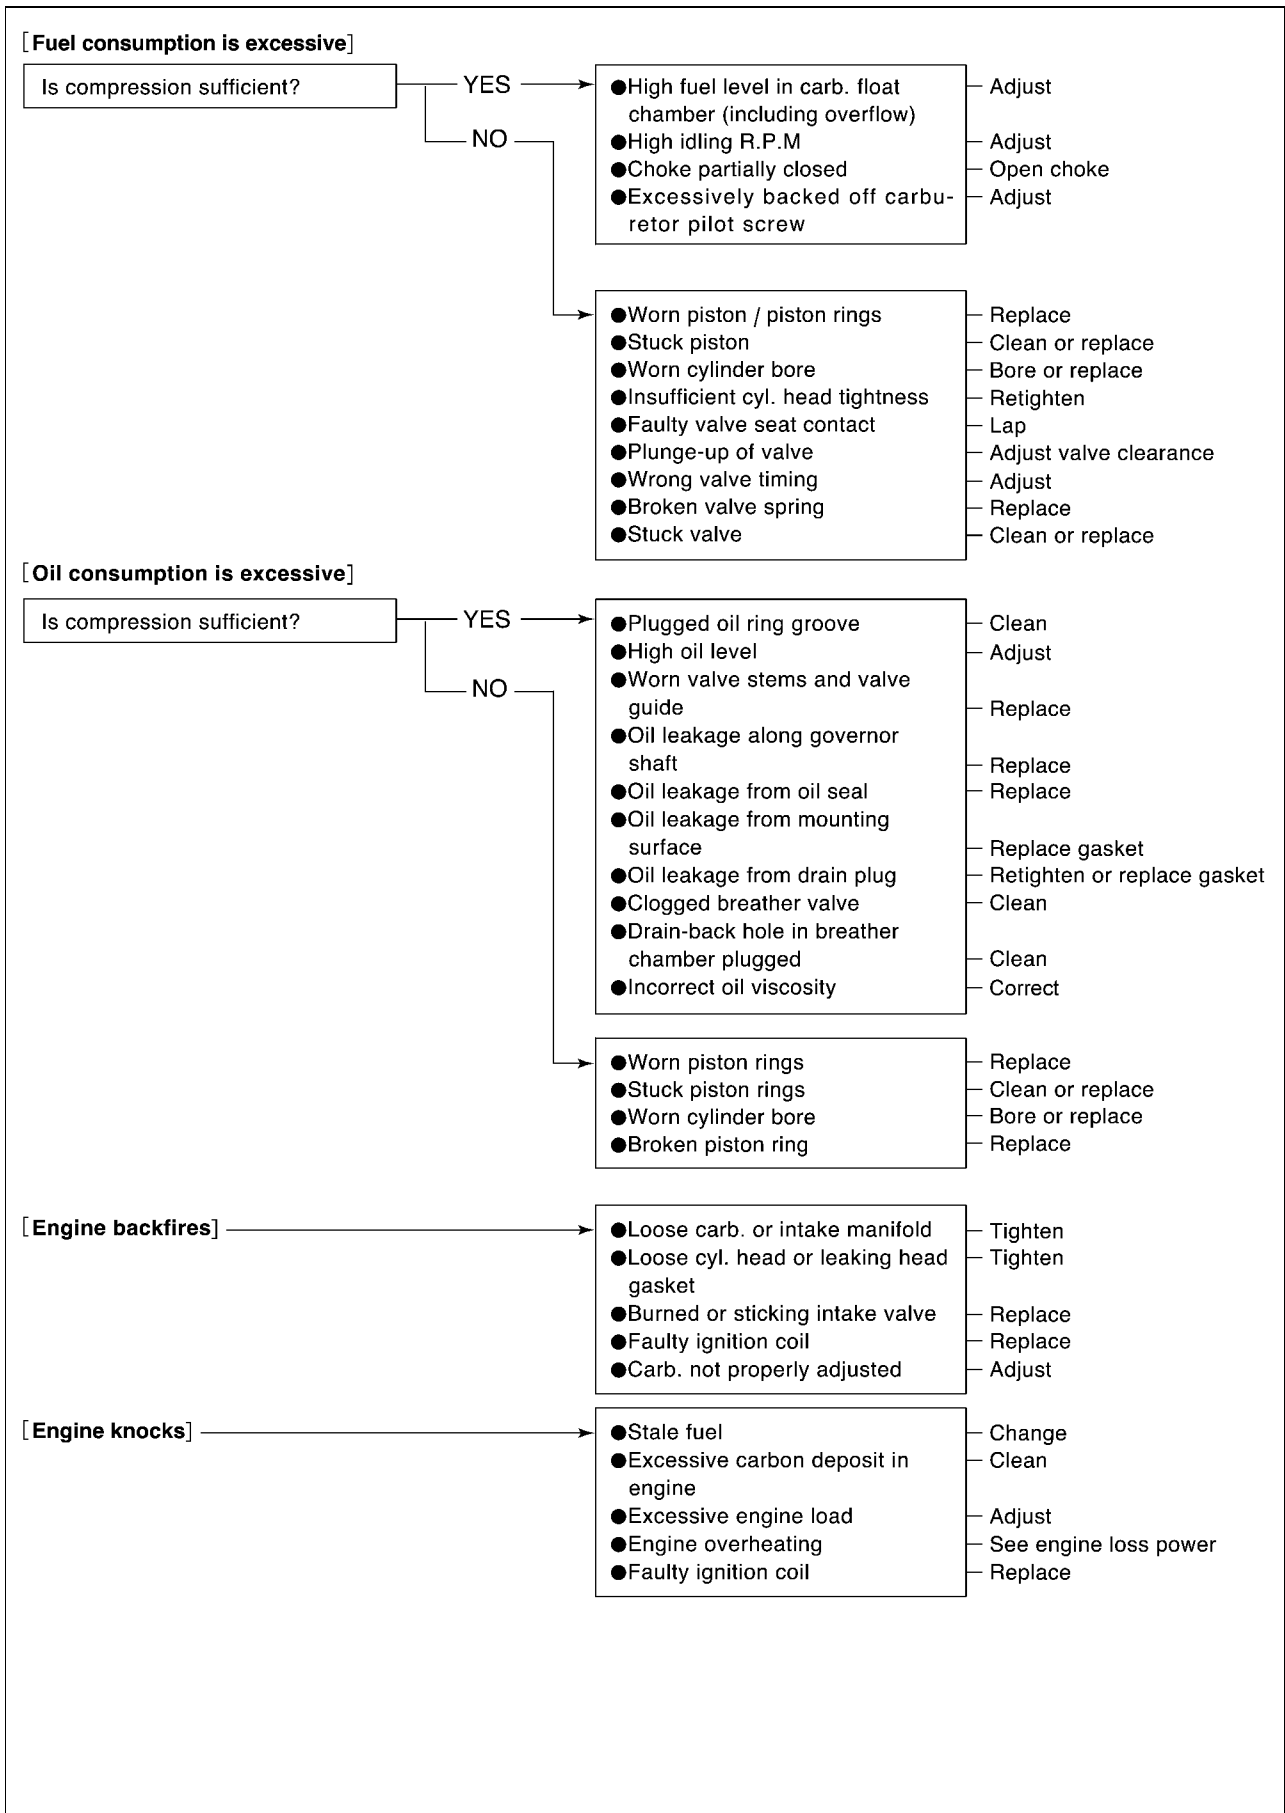 [Fuel consumption is excessive]
Is compression sufficient?
YES
●High fuel level in carb. float
chamber (including overflow)
Adjust
NO
●High idling R.P.M
Adjust
●Choke partially closed
Open choke
●Excessively backed off carbu-
retor pilot screw
Adjust
●Worn piston / piston rings
Replace
●Stuck piston
Clean or replace
●Worn cylinder bore
Bore or replace
●Insufficient cyl. head tightness
Retighten
●Faulty valve seat contact
Lap
●Plunge-up of valve
Adjust valve clearance
●Wrong valve timing
Adjust
●Broken valve spring
Replace
●Stuck valve
Clean or replace
[Oil consumption is excessive]
Is compression sufficient?
YES
●Plugged oil ring groove
Clean
●High oil level
Adjust
NO
●Worn valve stems and valve
guide
Replace
●Oil leakage along governor
shaft
Replace
●Oil leakage from oil seal
Replace
●Oil leakage from mounting
surface
Replace gasket
●Oil leakage from drain plug
Retighten or replace gasket
●Clogged breather valve
Clean
●Drain-back hole in breather
chamber plugged
Clean
●Incorrect oil viscosity
Correct
●Worn piston rings
Replace
●Stuck piston rings
Clean or replace
●Worn cylinder bore
Bore or replace
●Broken piston ring
Replace
[Engine backfires]
●Loose carb. or intake manifold
Tighten
●Loose cyl. head or leaking head
gasket
Tighten
●Burned or sticking intake valve
Replace
●Faulty ignition coil
Replace
●Carb. not properly adjusted
Adjust
[Engine knocks]
●Stale fuel
Change
●Excessive carbon deposit in
engine
Clean
●Excessive engine load
Adjust
●Engine overheating
See engine loss power
●Faulty ignition coil
Replace